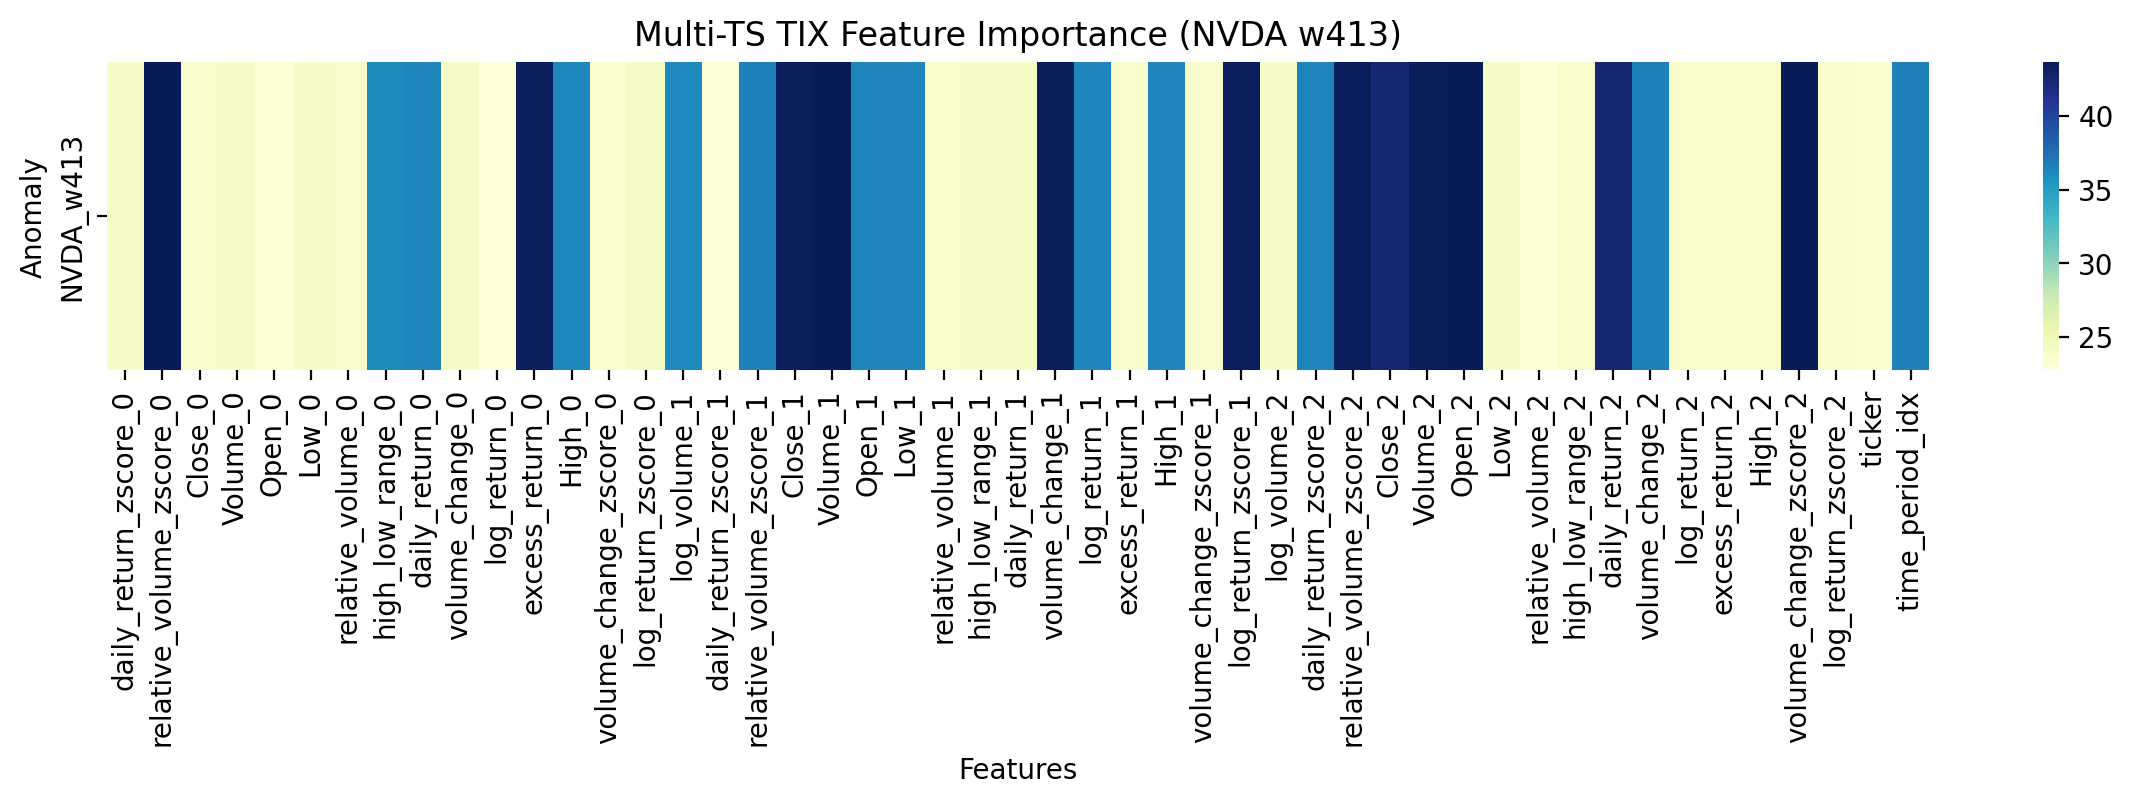 Multi-TS TIX Feature Importance (NVDA w413)
Anomaly
NVDA_w413
40
35
30
25
daily_return_zscore_0
relative_volume_zscore_0
Close_0
Volume_0
Open_0
Low_0
relative_volume_0
high_low_range_0
daily_return_0
volume_change_0
log_return_0
excess_return_0
High_0
volume_change_zscore_0
log_return_zscore_0
log_volume_1
daily_return_zscore_1
relative_volume_zscore_1
Close_1
Volume_1
Open_1
Low_1
relative_volume_1
high_low_range_1
daily_return_1
volume_change_1
log_return_1
excess_return_1
High_1
volume_change_zscore_1
log_return_zscore_1
log_volume_2
daily_return_zscore_2
relative_volume_zscore_2
Close_2
Volume_2
Open_2
Low_2
relative_volume_2
high_low_range_2
daily_return_2
volume_change_2
log_return_2
excess_return_2
High_2
volume_change_zscore_2
log_return_zscore_2
ticker
time_period_idx
Features